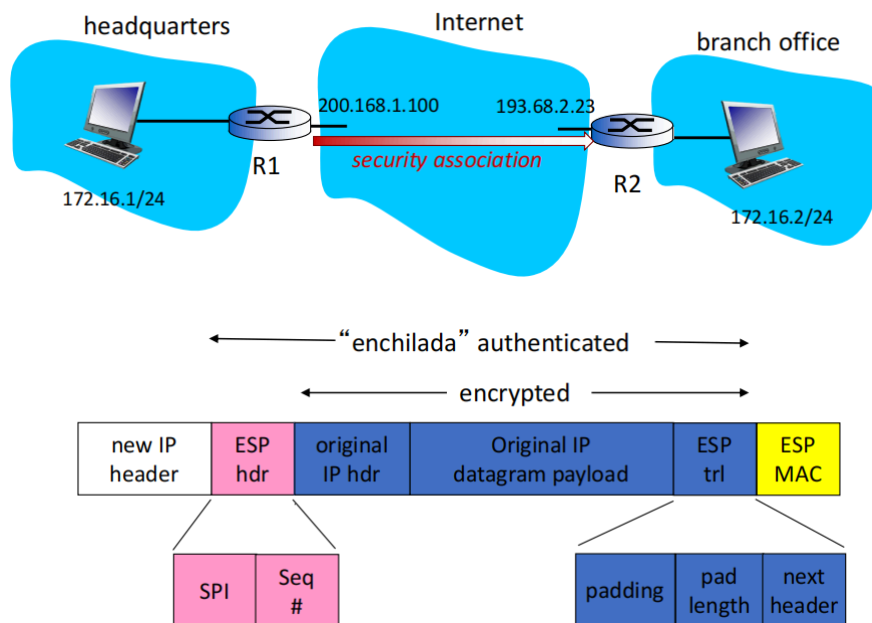 headquarters
Internet
branch office
200.168.1.100
193.68.2.23
security association
R1
R2
172.16.1/24
172.16.2/24
“enchilada” authenticated
encrypted
new IP
header
ESP
hdr
original
IP hdr
Original IP
datagram payload
ESP
trl
ESP
MAC
SPI
Seq
#
padding
pad
length
next
header